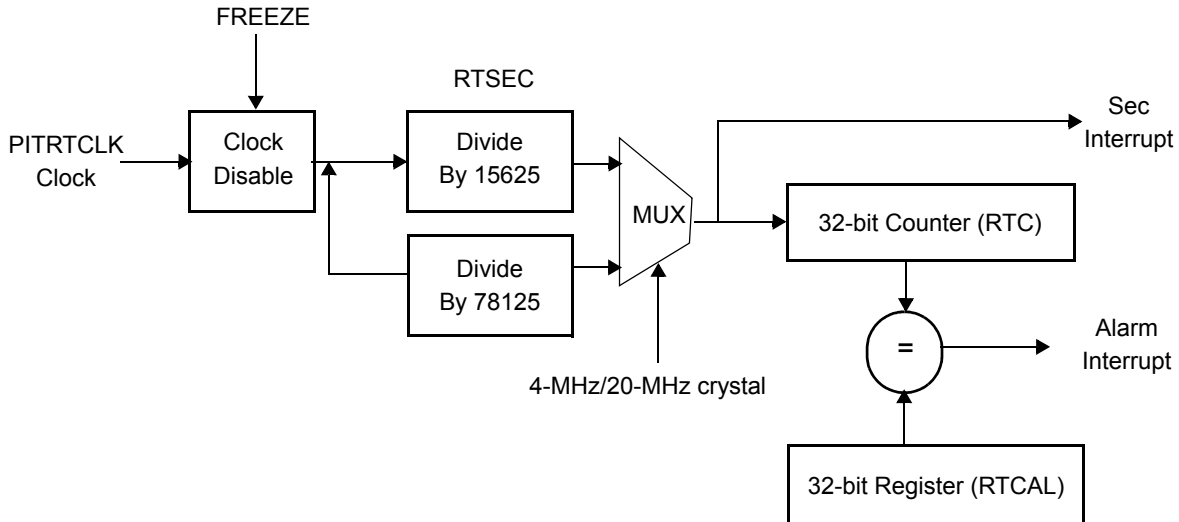 FREEZE
RTSEC
PITRTCLK
Clock
Clock
Disable
Divide
By 15625
Sec
Interrupt
MUX
32-bit Counter (RTC)
Divide
By 78125
=
Alarm
Interrupt
4-MHz/20-MHz crystal
32-bit Register (RTCAL)